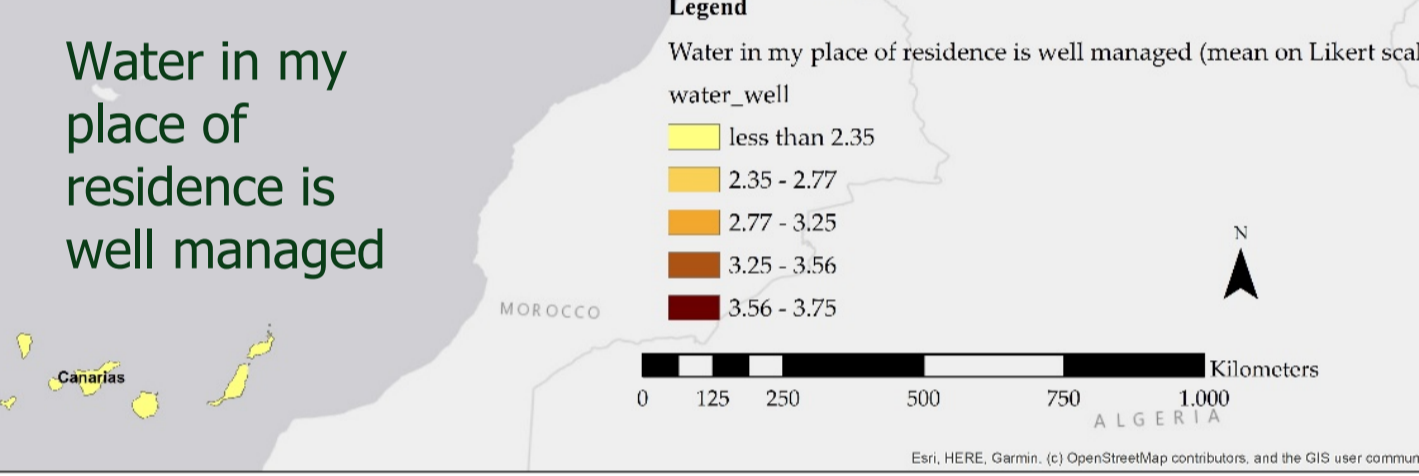 Water in my
place of
residence is
well managed
Legend
Water in my place of residence is well managed (mean on Likert scal
water_well
less than 2.35
2.35 - 2.77
2.77 - 3.25
3.25 - 3.56
3.56 - 3.75
N
MOROCCO
Canarias
Kilometers
0 125 250 500 750 1.000
ALGERIA
Esri, HERE, Garmin, (c) OpenStreetMap contributors, and the GIS user commun